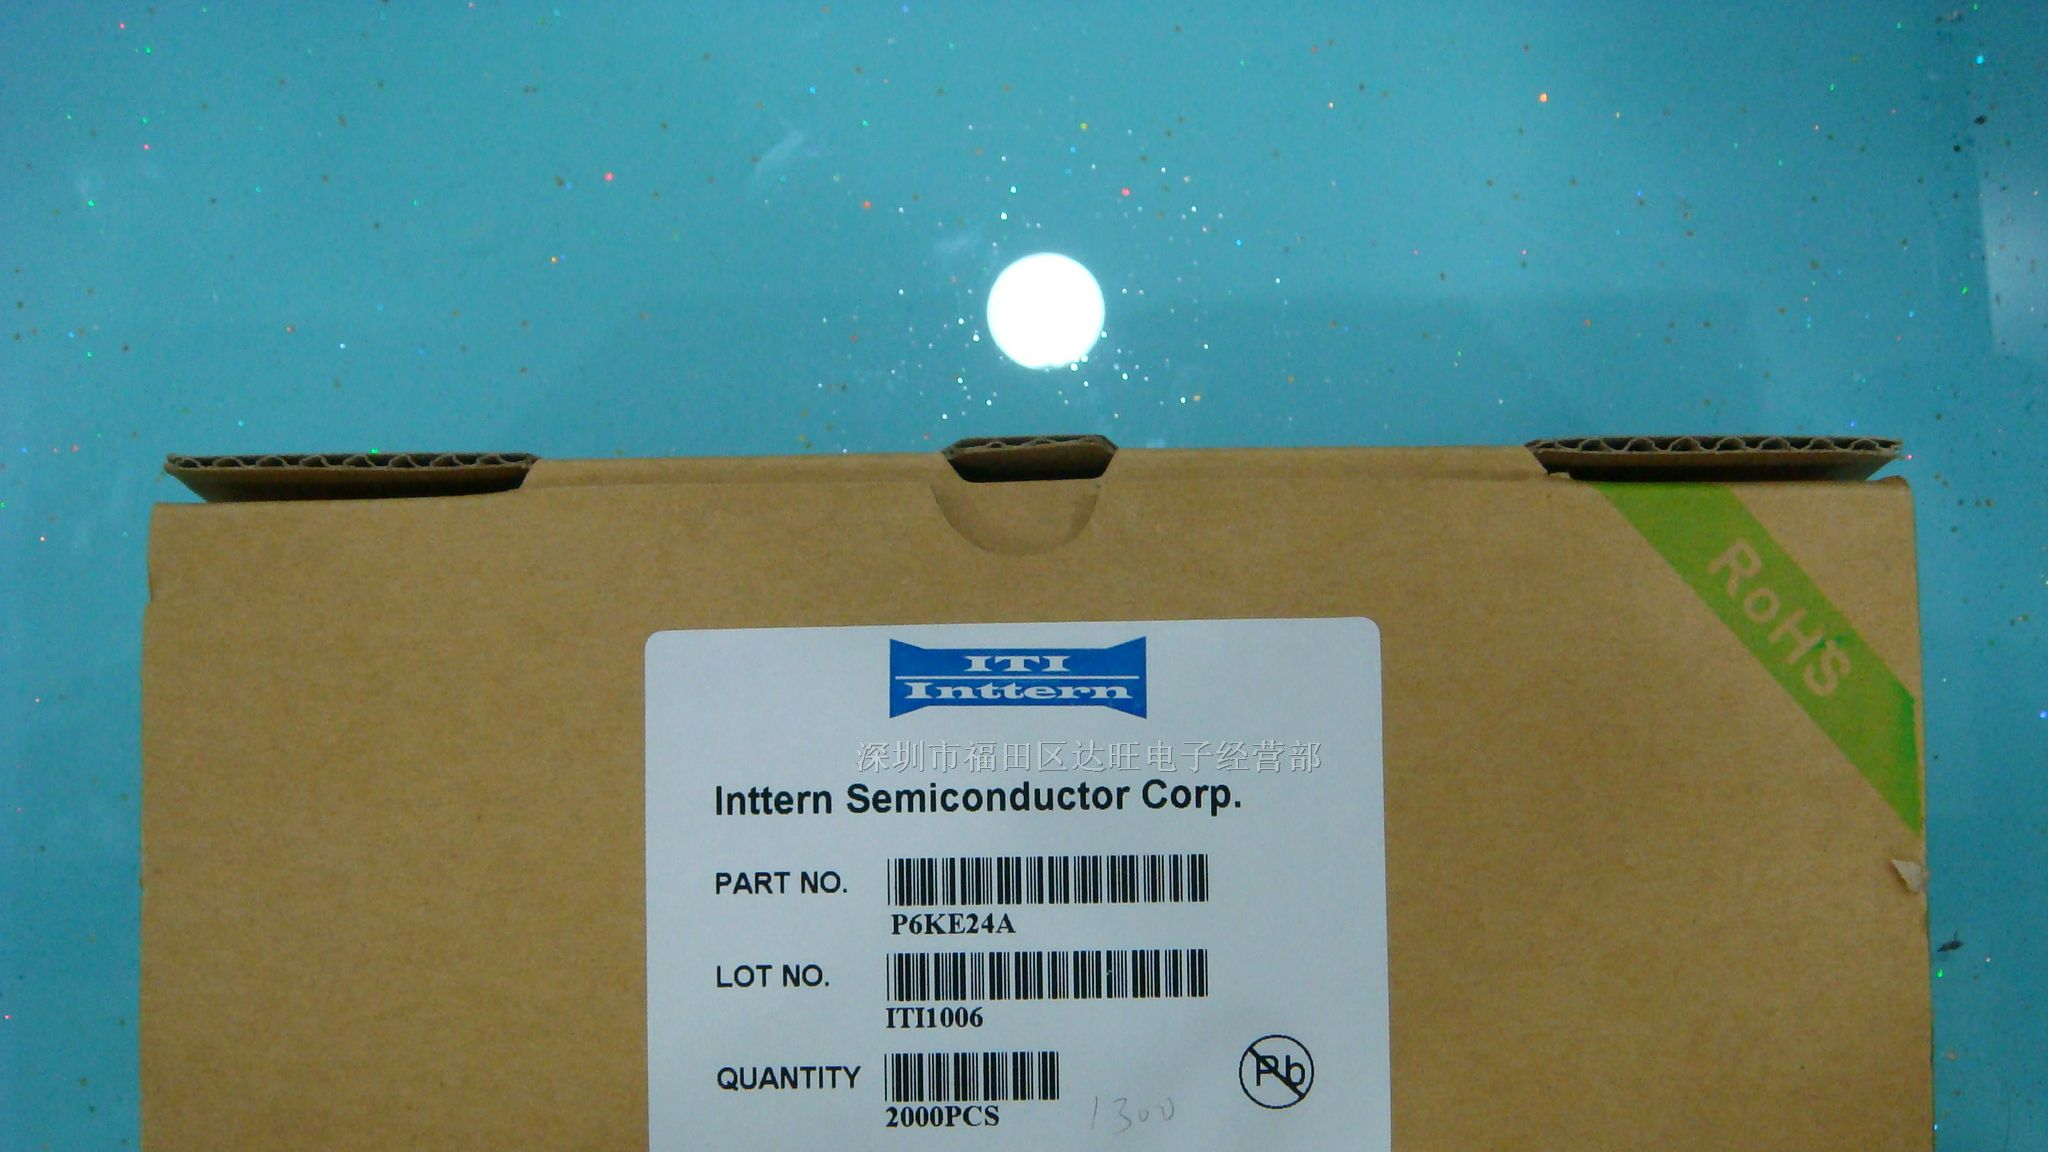 RoHS
ITI
Inttern
深圳市福田区达旺电子经营部
Inttern Semiconductor Corp.
PART NO.
P6KE24A
LOT NO.
ITI1006
Pb
QUANTITY
2000PCS
1300